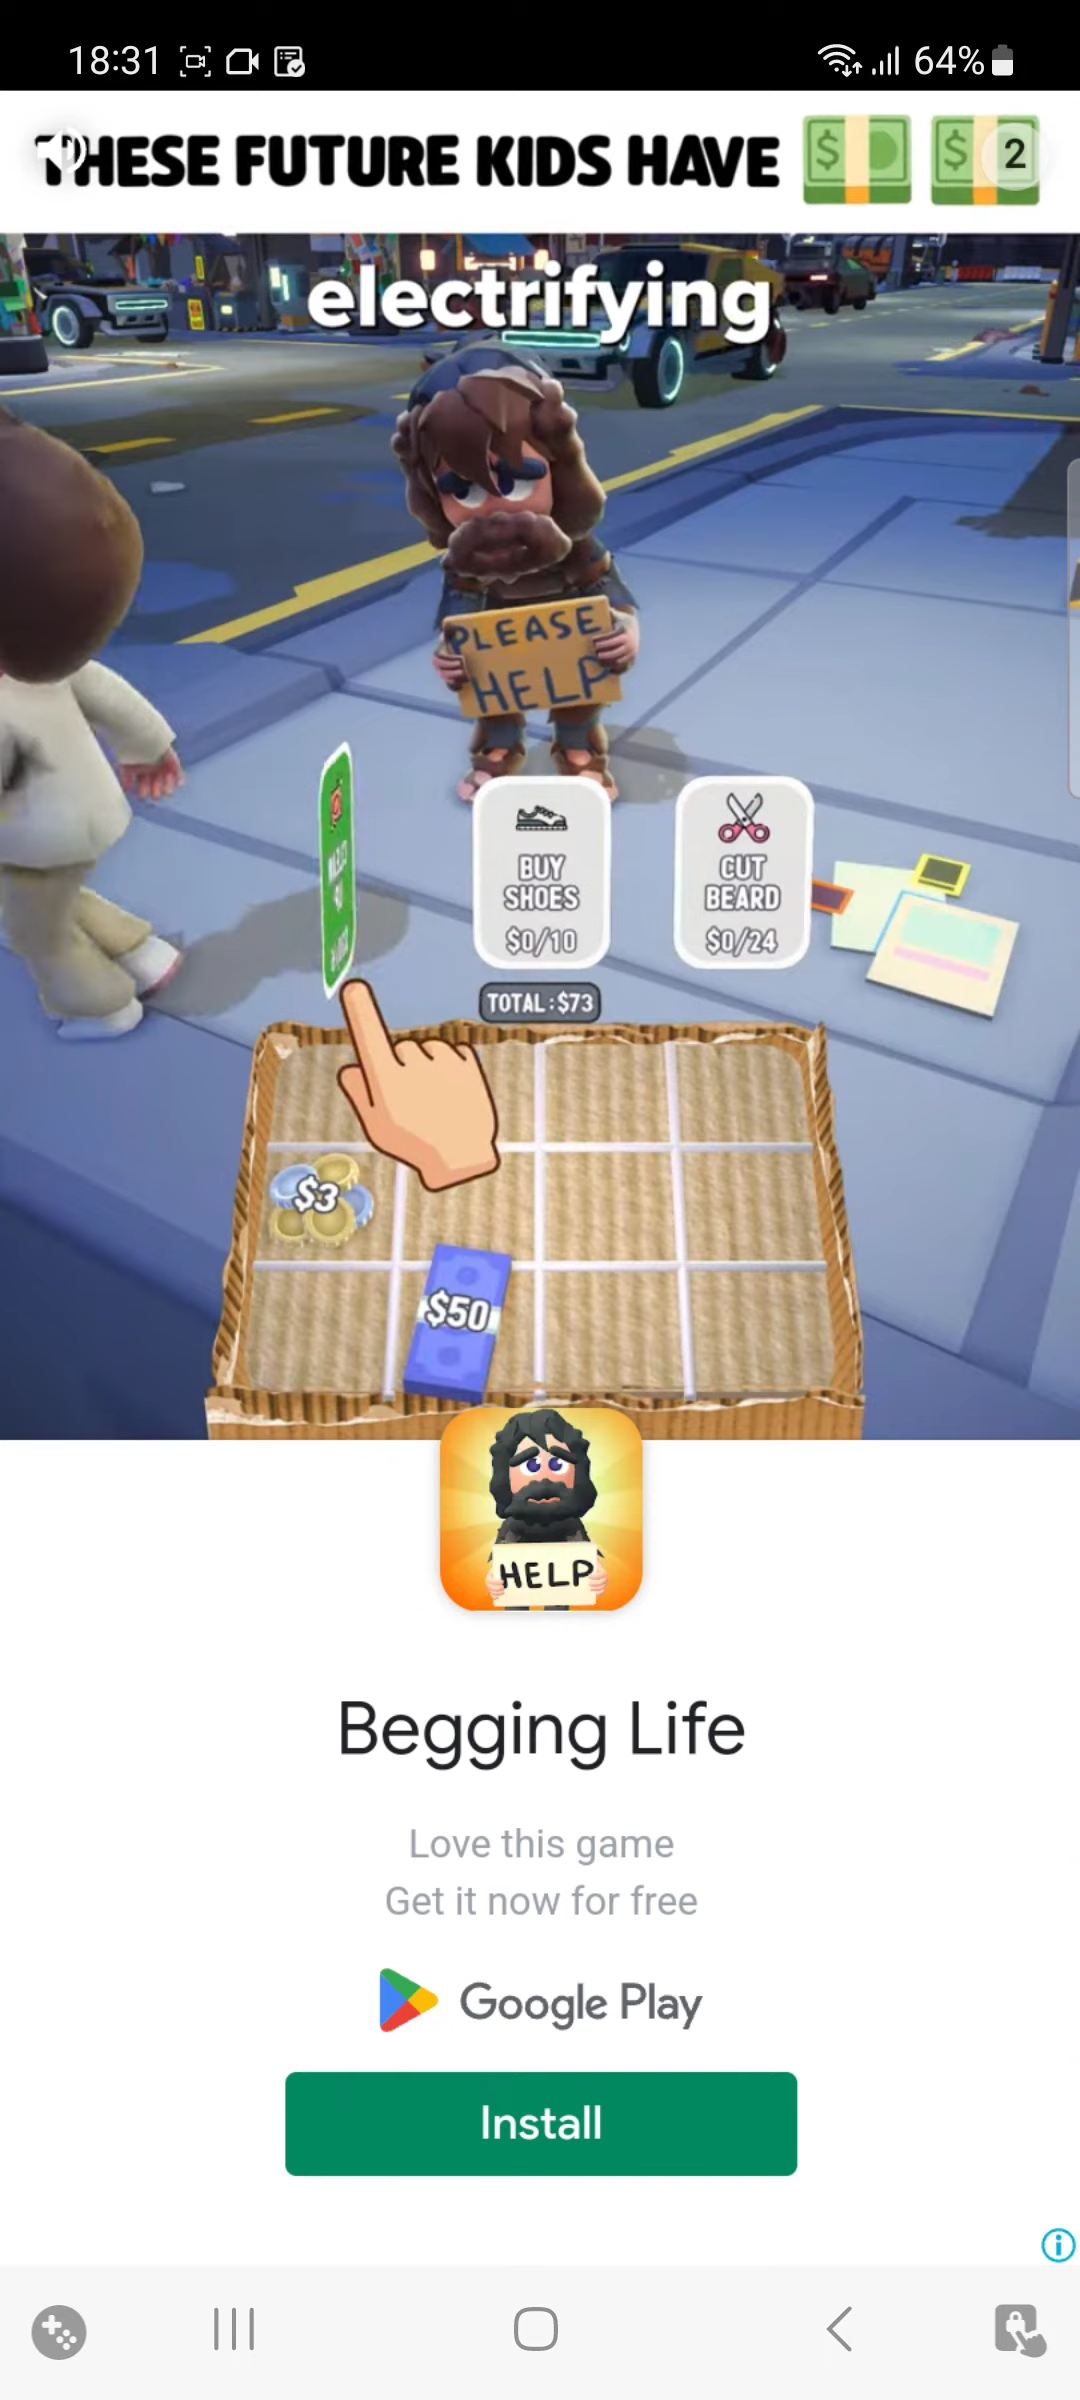 18:31
64%
THESE FUTURE KIDS HAVE
2
electrifying
PLEASE
HELP
BUY
SHOES
$0/10
CUT
BEARD
$0/24
TOTAL:$73
$3
$50
HELP
Begging Life
Love this game
Get it now for free
Google Play
Install